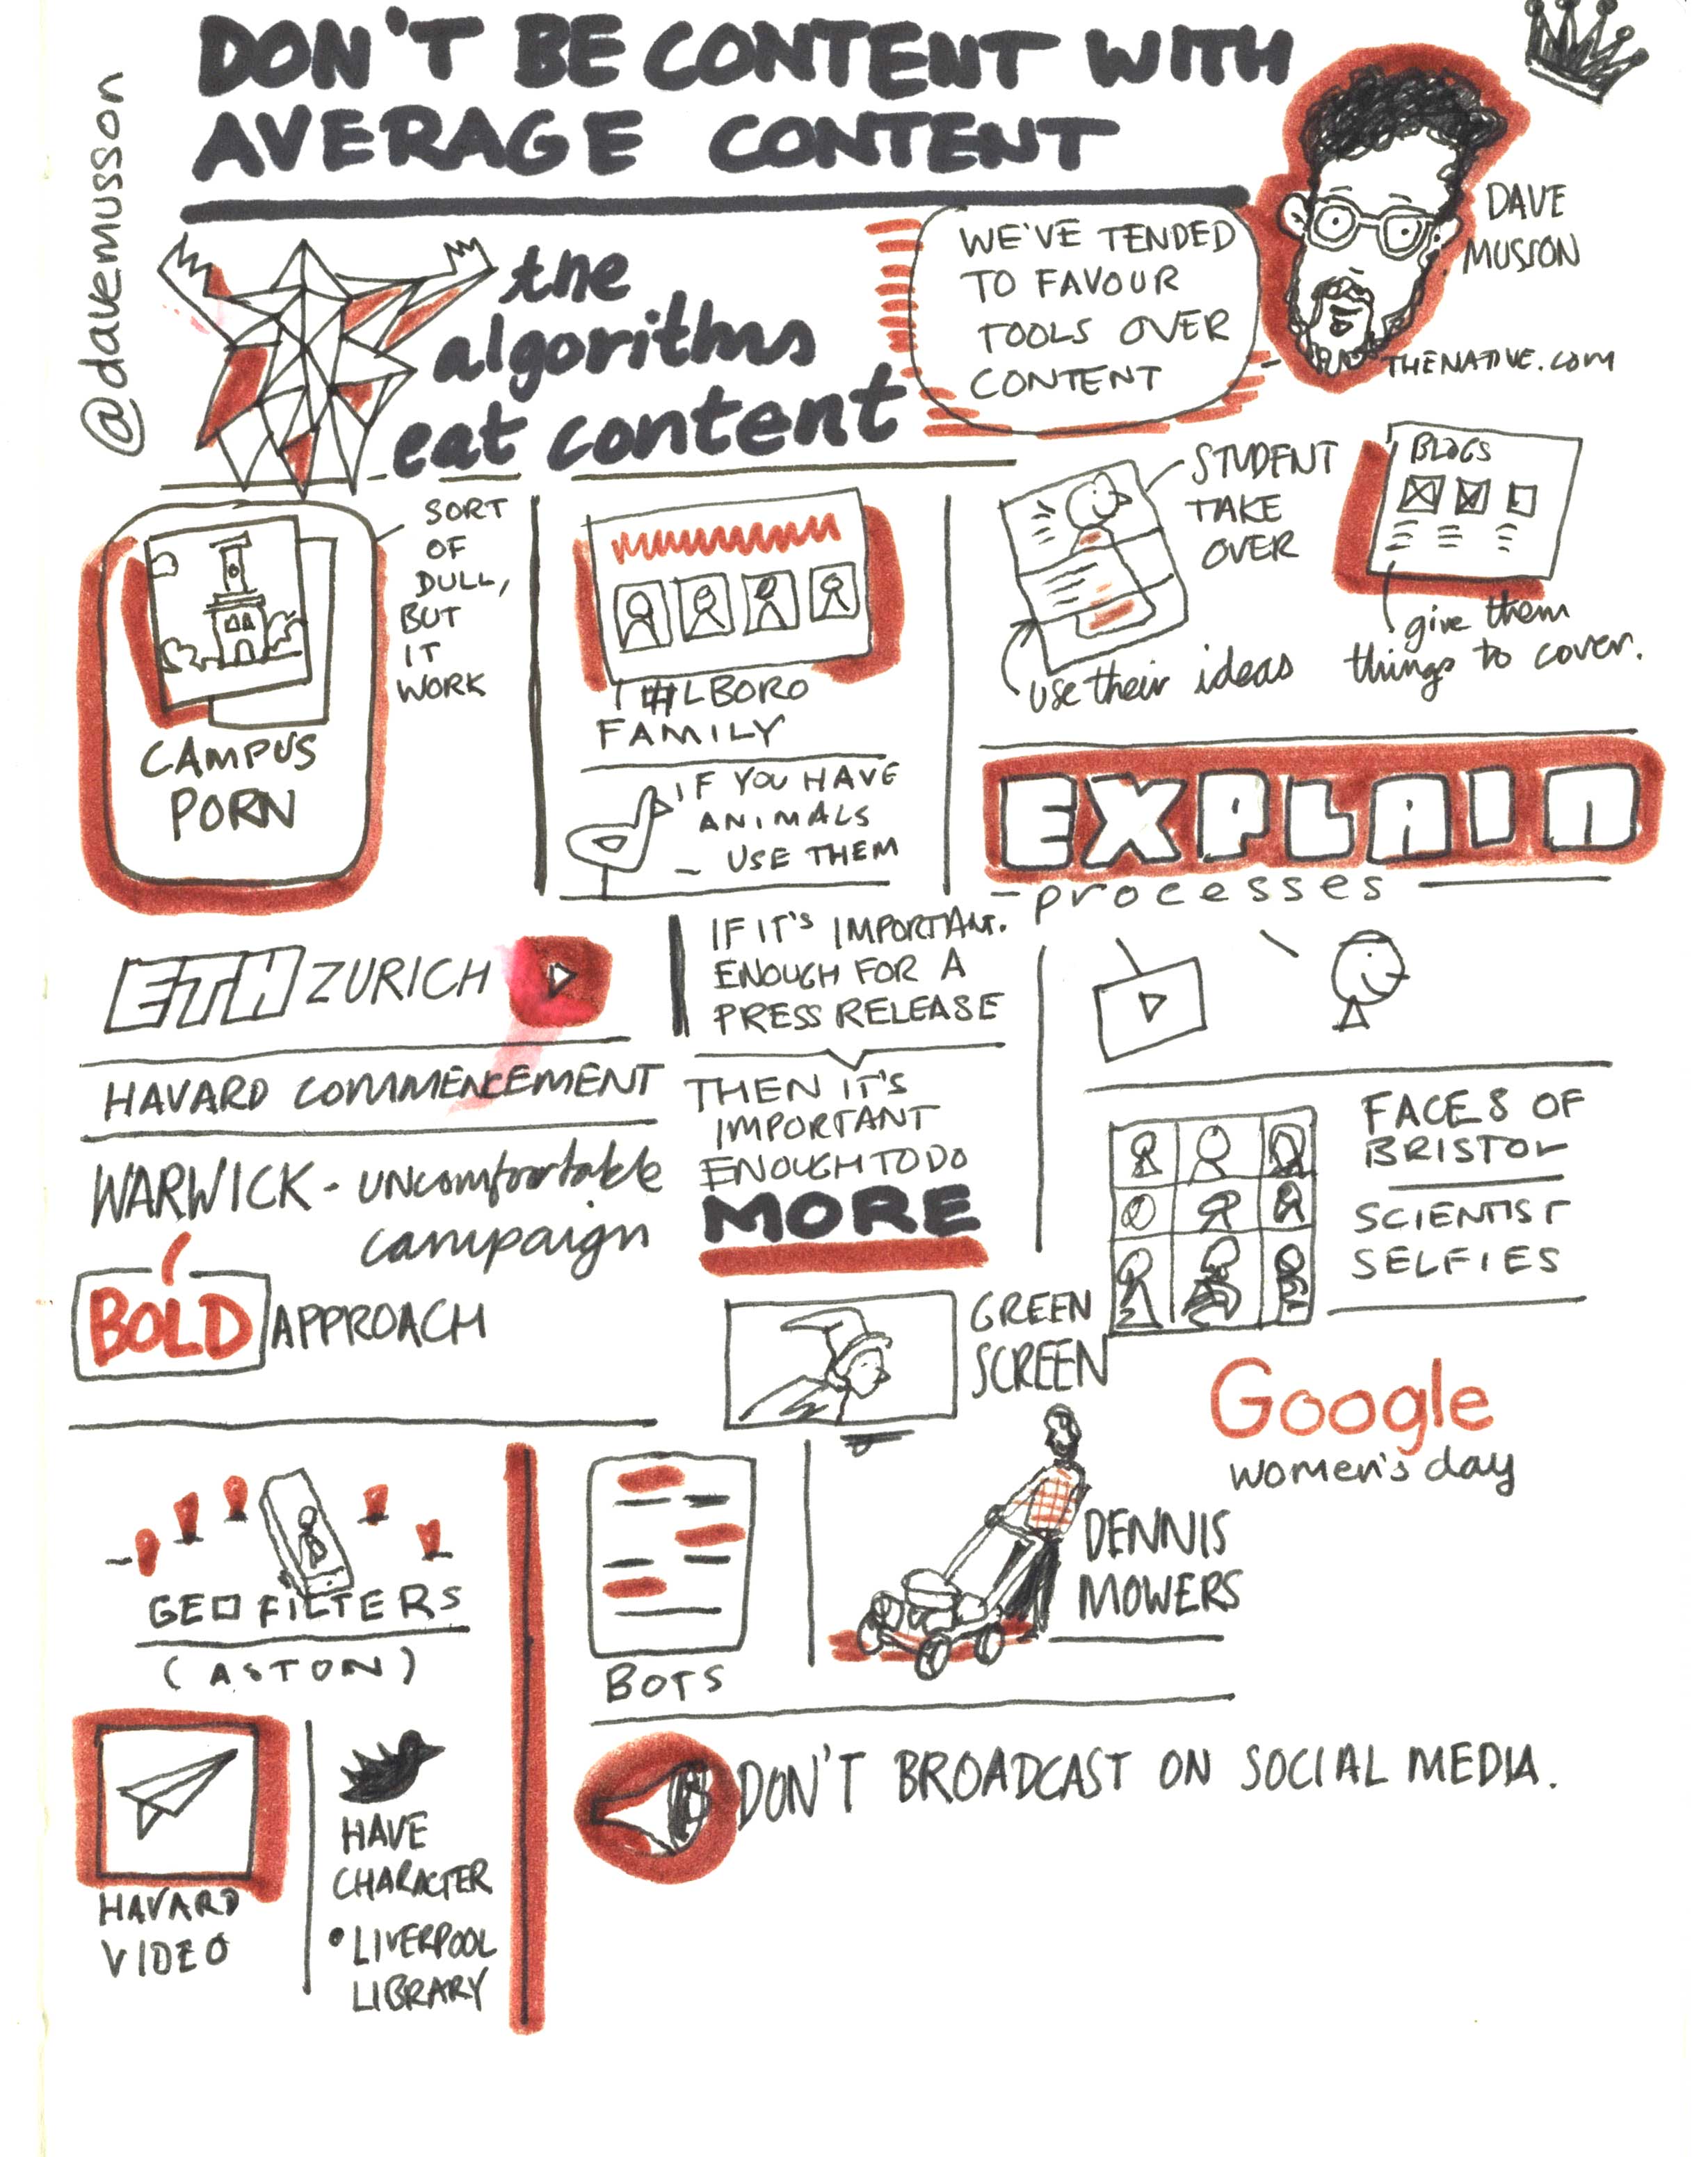 DON'T BE CONTENT WITH
AVERAGE CONTENT
@davemusson
DAVE
MUSSON
THENATIVE.COM
the
algorithms
eat content
WE'VE TENDED
TO FAVOUR
TOOLS OVER
CONTENT
CAMPUS
PORN
SORT
OF
DULL,
BUT
IT
WORK
#LBORO
FAMILY
IF YOU HAVE
ANIMALS
- USE THEM
STUDENT
TAKE
OVER
use their ideas
BLOGS
give them
things to cover.
EXPLAIN
processes
ETH ZURICH
HAVARD COMMENCEMENT
WARWICK - uncomfortable
campaign
BOLD APPROACH
IF IT'S IMPORTANT.
ENOUGH FOR A
PRESS RELEASE
THEN IT'S
IMPORTANT
ENOUGH TO DO
MORE
FACES OF
BRISTOL
SCIENTIST
SELFIES
GREEN
SCREEN
Google
women's day
GEOFILTERS
(ASTON)
BOTS
DENNIS
MOWERS
HAVARD
VIDEO
HAVE
CHARACTER
• LIVERPOOL
LIBRARY
DON'T BROADCAST ON SOCIAL MEDIA.